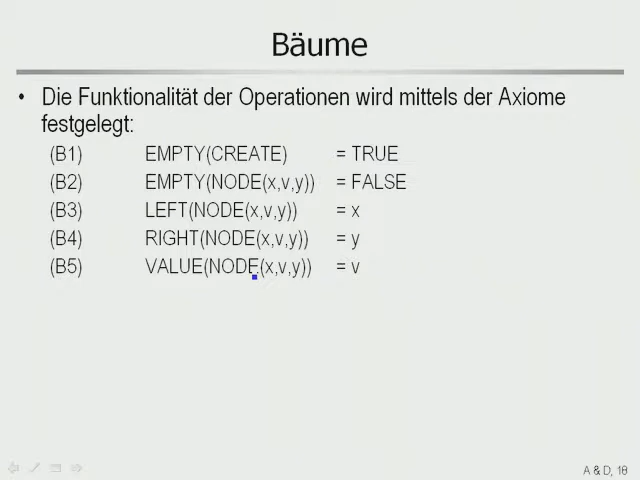 Bäume
• Die Funktionalität der Operationen wird mittels der Axiome
festgelegt:
(B1) EMPTY(CREATE) = TRUE
(B2) EMPTY(NODE(x,v,y)) = FALSE
(B3) LEFT(NODE(x,v,y)) = x
(B4) RIGHT(NODE(x,v,y)) = y
(B5) VALUE(NODE(x,v,y)) = v
A & D, 18